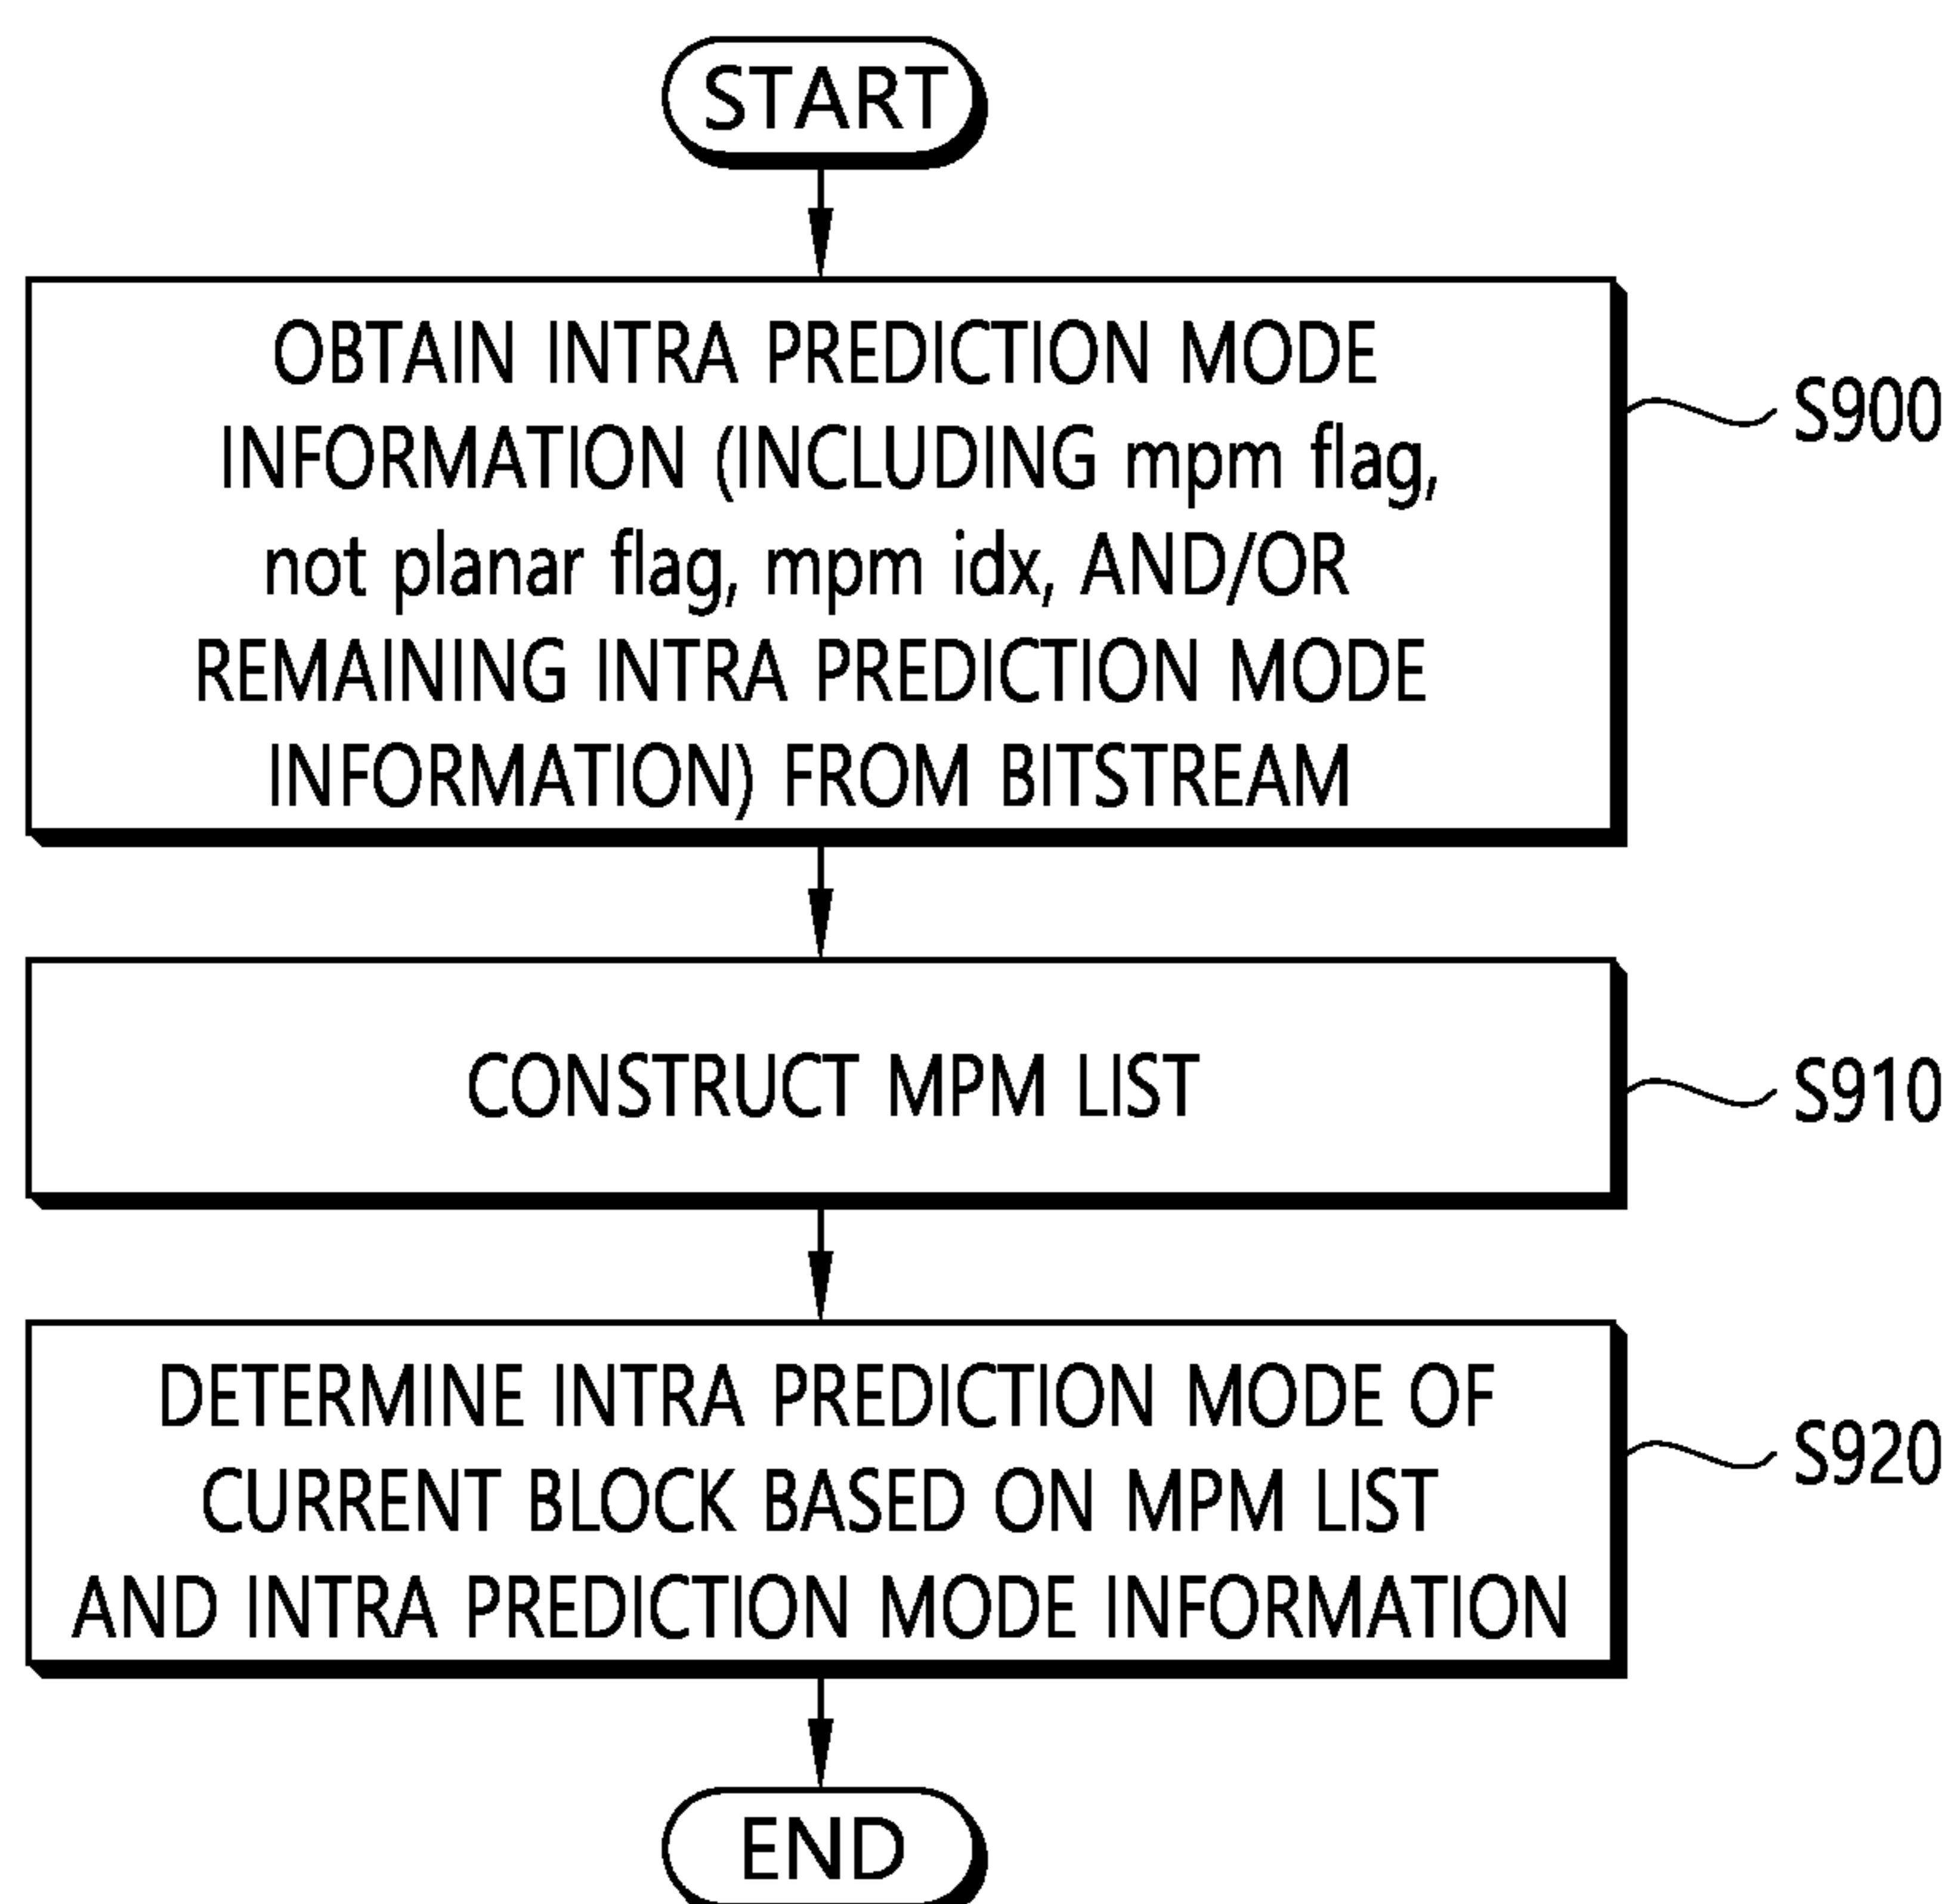 START
OBTAIN INTRA PREDICTION MODE
INFORMATION (INCLUDING mpm flag,
not planar flag, mpm idx, AND/OR
REMAINING INTRA PREDICTION MODE
INFORMATION) FROM BITSTREAM
S900
CONSTRUCT MPM LIST
S910
DETERMINE INTRA PREDICTION MODE OF
CURRENT BLOCK BASED ON MPM LIST
AND INTRA PREDICTION MODE INFORMATION
S920
END